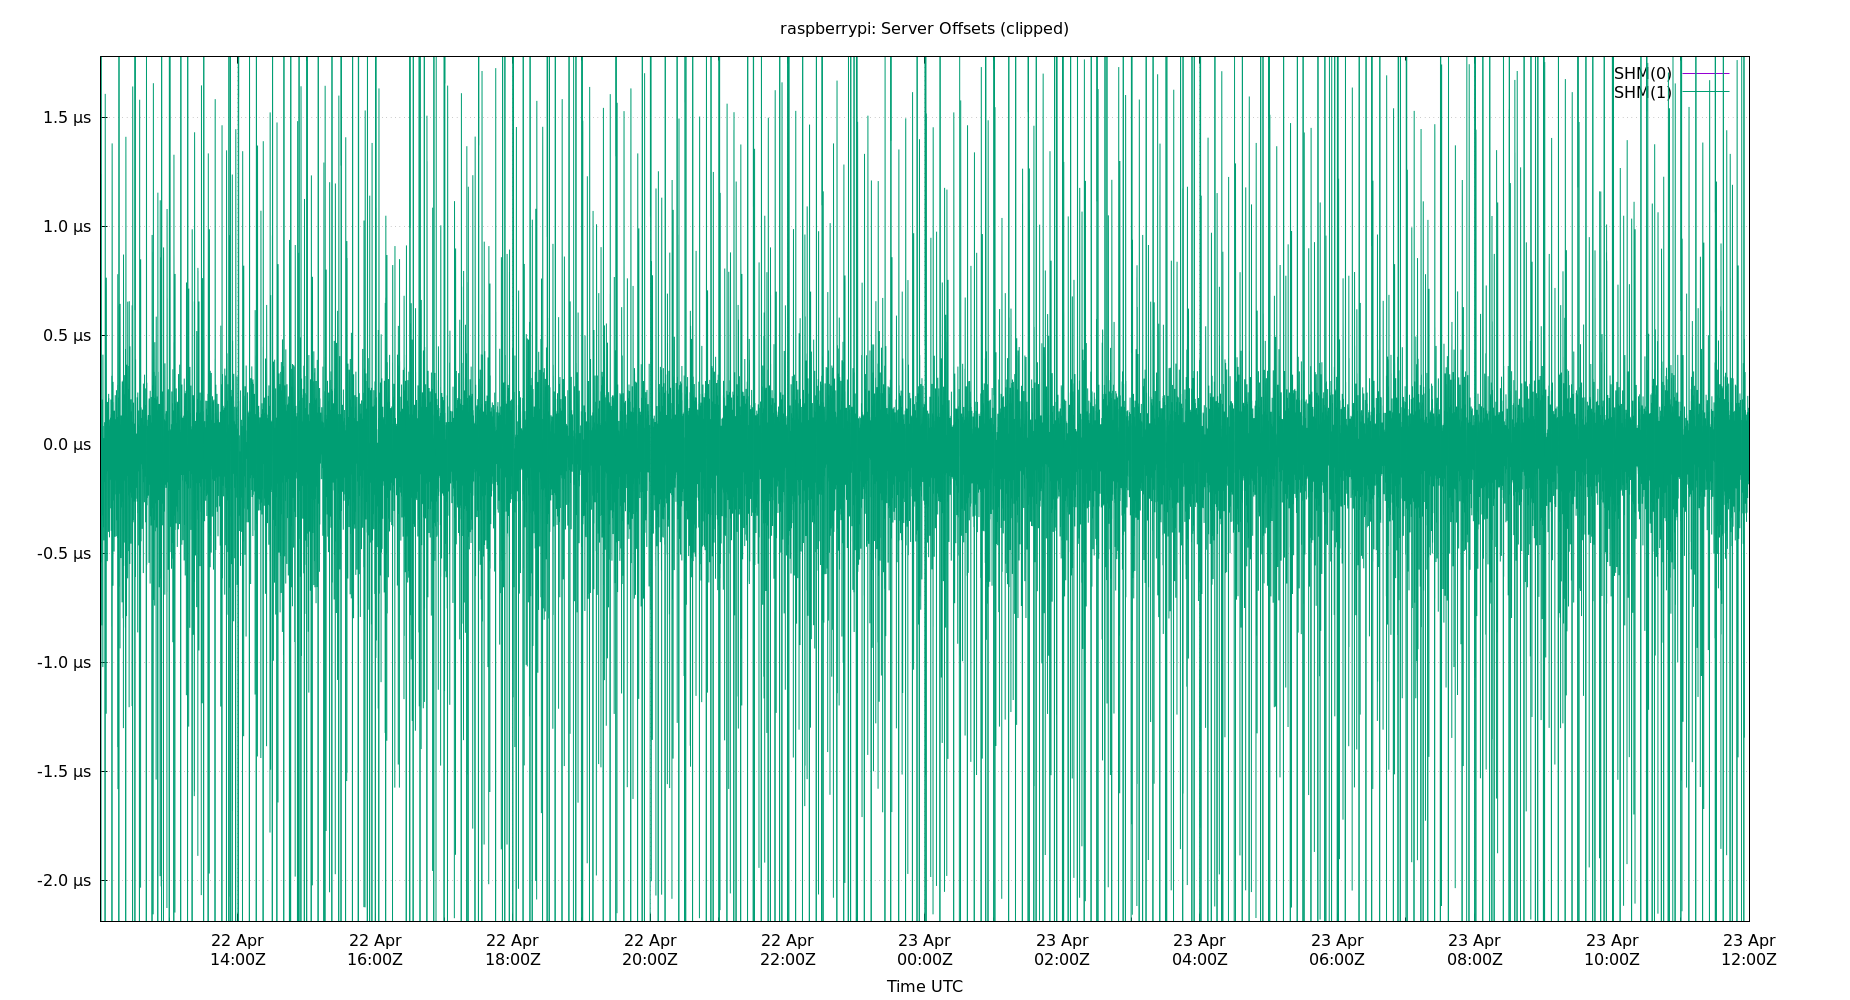 raspberrypi: Server Offsets (clipped)
SHM(0)
SHM(1)
1.5 µs
1.0 µs
0.5 µs
0.0 µs
-0.5 µs
-1.0 µs
-1.5 µs
-2.0 µs
22 Apr 22 Apr 22 Apr 22 Apr 22 Apr 23 Apr 23 Apr 23 Apr 23 Apr 23 Apr 23 Apr 23 Apr
14:00Z 16:00Z 18:00Z 20:00Z 22:00Z 00:00Z 02:00Z 04:00Z 06:00Z 08:00Z 10:00Z 12:00Z
Time UTC